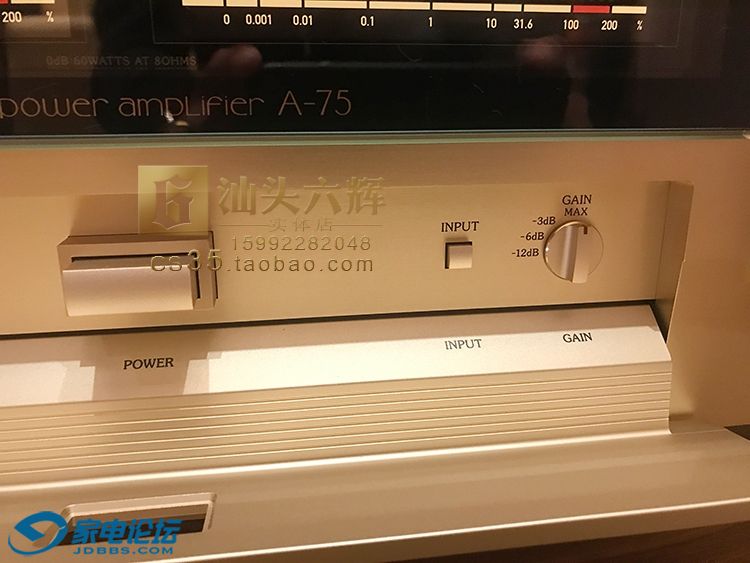 200 %
0 0.001 0.01 0.1 1 10 31.6 100 200 %
0dB 60WATTS AT 8OHMS
power amplifier A-75
汕头六辉
实体店
15992282048
cs35.taobao.com
GAIN
MAX
-3dB
-6dB
-12dB
INPUT
POWER INPUT GAIN
家电论坛
JDBBS.COM